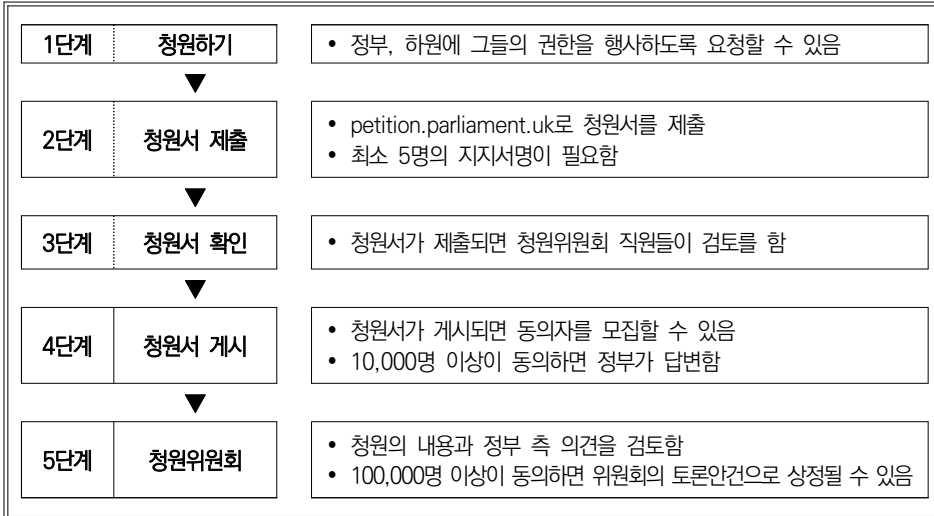 1단계 청원하기
• 정부, 하원에 그들의 권한을 행사하도록 요청할 수 있음
▼
2단계 청원서 제출
• petition.parliament.uk로 청원서를 제출
• 최소 5명의 지지서명이 필요함
▼
3단계 청원서 확인
• 청원서가 제출되면 청원위원회 직원들이 검토를 함
▼
4단계 청원서 게시
• 청원서가 게시되면 동의자를 모집할 수 있음
• 10,000명 이상이 동의하면 정부가 답변함
▼
5단계 청원위원회
• 청원의 내용과 정부 측 의견을 검토함
• 100,000명 이상이 동의하면 위원회의 토론안건으로 상정될 수 있음